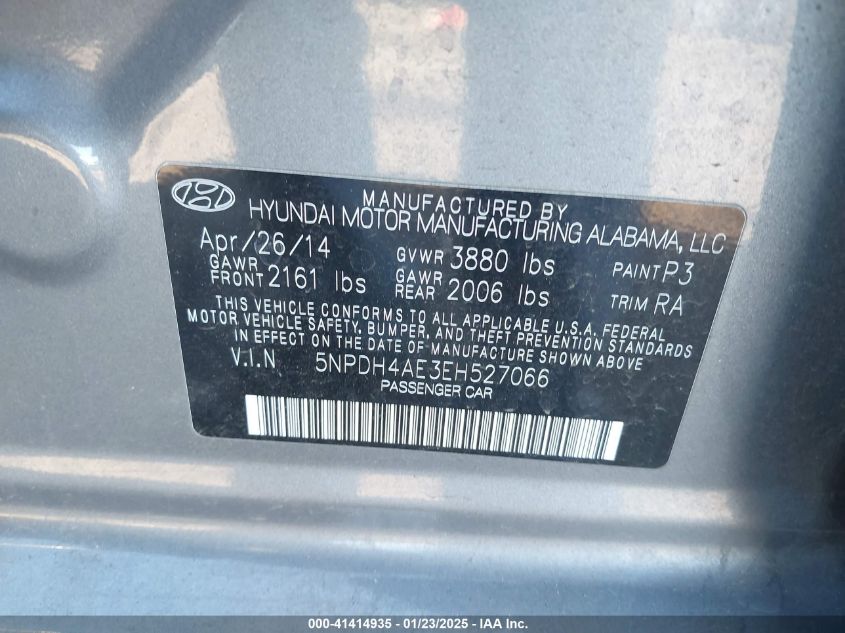 MANUFACTURED BY
HYUNDAI MOTOR MANUFACTURING ALABAMA, LLC
Apr/26/14 GVWR 3880 lbs PAINT P3
GAWR FRONT 2161 lbs GAWR REAR 2006 lbs TRIM RA
THIS VEHICLE CONFORMS TO ALL APPLICABLE U.S.A. FEDERAL
MOTOR VEHICLE SAFETY, BUMPER, AND THEFT PREVENTION STANDARDS
IN EFFECT ON THE DATE OF MANUFACTURE SHOWN ABOVE
V.I.N 5NPDH4AE3EH527066
PASSENGER CAR
000-41414935 - 01/23/2025 - IAA Inc.